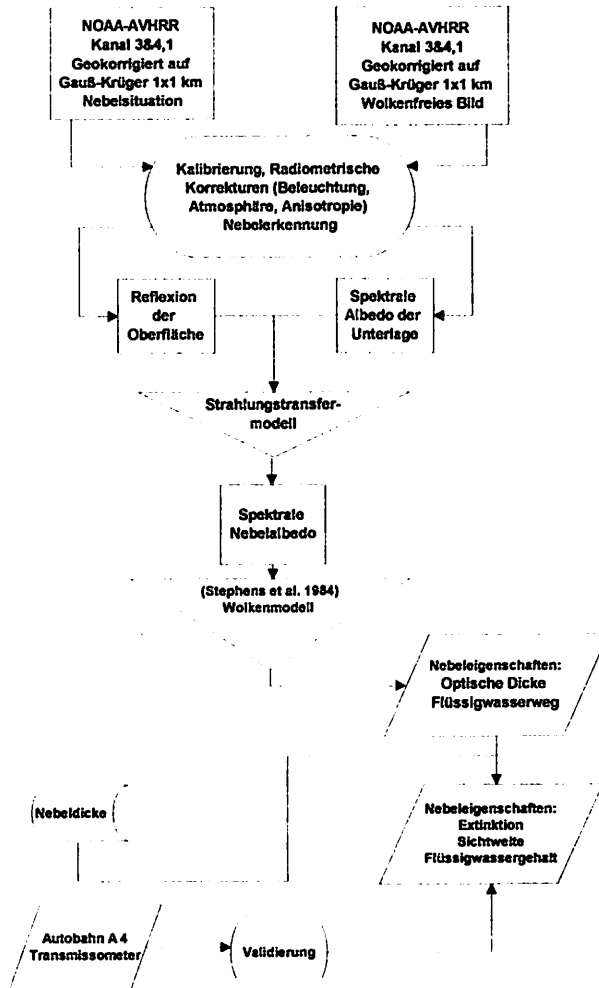 NOAA-AVHRR
Kanal 3&4,1
Geokorrigiert auf
Gauß-Krüger 1x1 km
Nebelsituation
NOAA-AVHRR
Kanal 3&4,1
Geokorrigiert auf
Gauß-Krüger 1x1 km
Wolkenfreies Bild
Kalibrierung, Radiometrische
Korrekturen (Beleuchtung,
Atmosphäre, Anisotropie)
Nebelerkennung
Reflexion
der
Oberfläche
Spektrale
Albedo der
Unterlage
Strahlungstransfer-
modell
Spektrale
Nebelalbedo
(Stephens et al. 1984)
Wolkenmodell
Nebeleigenschaften:
Optische Dicke
Flüssigwasserweg
Nebeldicke
Nebeleigenschaften:
Extinktion
Sichtweite
Flüssigwassergehalt
Autobahn A 4
Transmissometer
Validierung